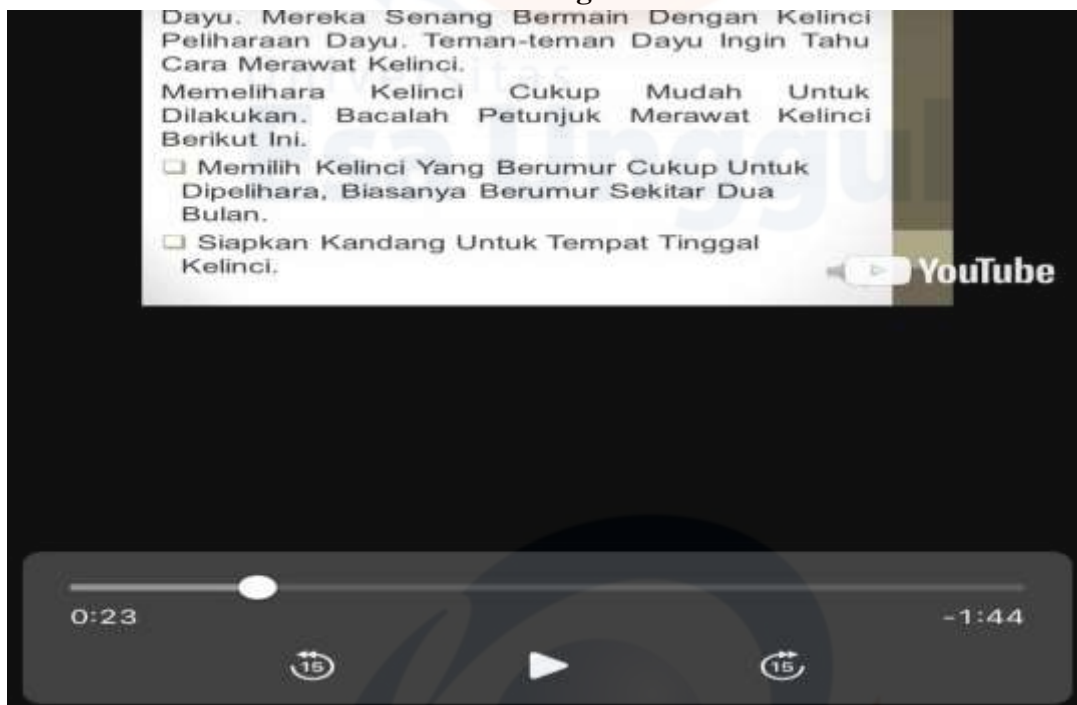 Dayu. Mereka Senang Bermain Dengan Kelinci
Peliharaan Dayu. Teman-teman Dayu Ingin Tahu
Cara Merawat Kelinci.
Memelihara Kelinci Cukup Mudah Untuk
Dilakukan. Bacalah Petunjuk Merawat Kelinci
Berikut Ini.
Memilih Kelinci Yang Berumur Cukup Untuk
Dipelihara, Biasanya Berumur Sekitar Dua
Bulan.
Siapkan Kandang Untuk Tempat Tinggal
Kelinci.
YouTube
0:23 -1:44
15 15